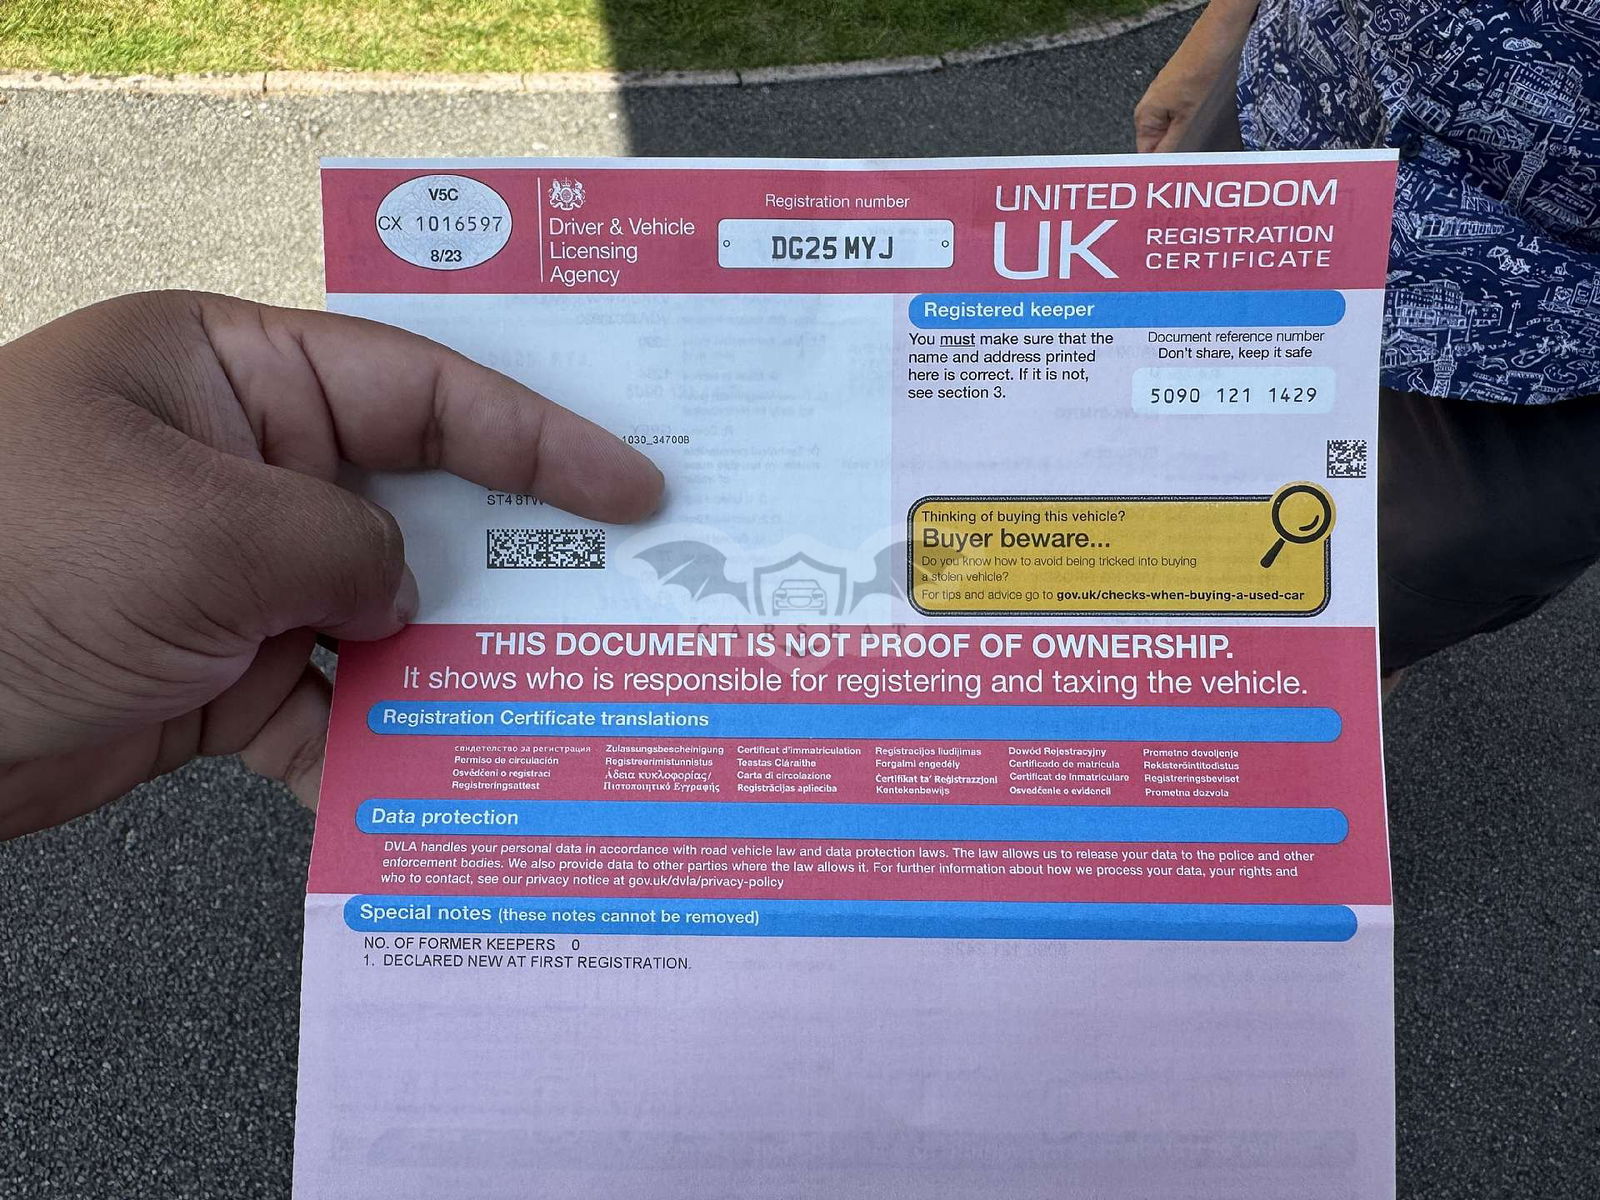 V5C
CX 1016597
8/23
Driver & Vehicle
Licensing
Agency
Registration number
DG25 MYJ
UNITED KINGDOM
UK REGISTRATION
CERTIFICATE
Registered keeper
You must make sure that the
name and address printed
here is correct. If it is not,
see section 3.
Document reference number
Don't share, keep it safe
5090 121 1429
1030_34700B
ST4 8TW
Thinking of buying this vehicle?
Buyer beware...
Do you know how to avoid being tricked into buying
a stolen vehicle?
For tips and advice go to gov.uk/checks-when-buying-a-used-car
CARSBAT
THIS DOCUMENT IS NOT PROOF OF OWNERSHIP.
It shows who is responsible for registering and taxing the vehicle.
Registration Certificate translations
свидетелство за регистрация
Permiso de circulación
Osvědčení o registraci
Registreringsattest
Zulassungsbescheinigung
Registreerimistunnistus
Άδεια κυκλοφορίας/
Πιστοποιητικό Εγγραφής
Certificat d'immatriculation
Teastas Cláraithe
Carta di circolazione
Reģistrācijas apliecība
Registracijos liudijimas
Forgalmi engedély
Ċertifikat ta' Reġistrazzjoni
Kentekenbewijs
Dowód Rejestracyjny
Certificado de matrícula
Certificat de Inmatriculare
Osvedčenie o evidencii
Prometno dovoljenje
Rekisteröintitodistus
Registreringsbeviset
Prometna dozvola
Data protection
DVLA handles your personal data in accordance with road vehicle law and data protection laws. The law allows us to release your data to the police and other
enforcement bodies. We also provide data to other parties where the law allows it. For further information about how we process your data, your rights and
who to contact, see our privacy notice at gov.uk/dvla/privacy-policy
Special notes (these notes cannot be removed)
NO. OF FORMER KEEPERS 0
1. DECLARED NEW AT FIRST REGISTRATION.